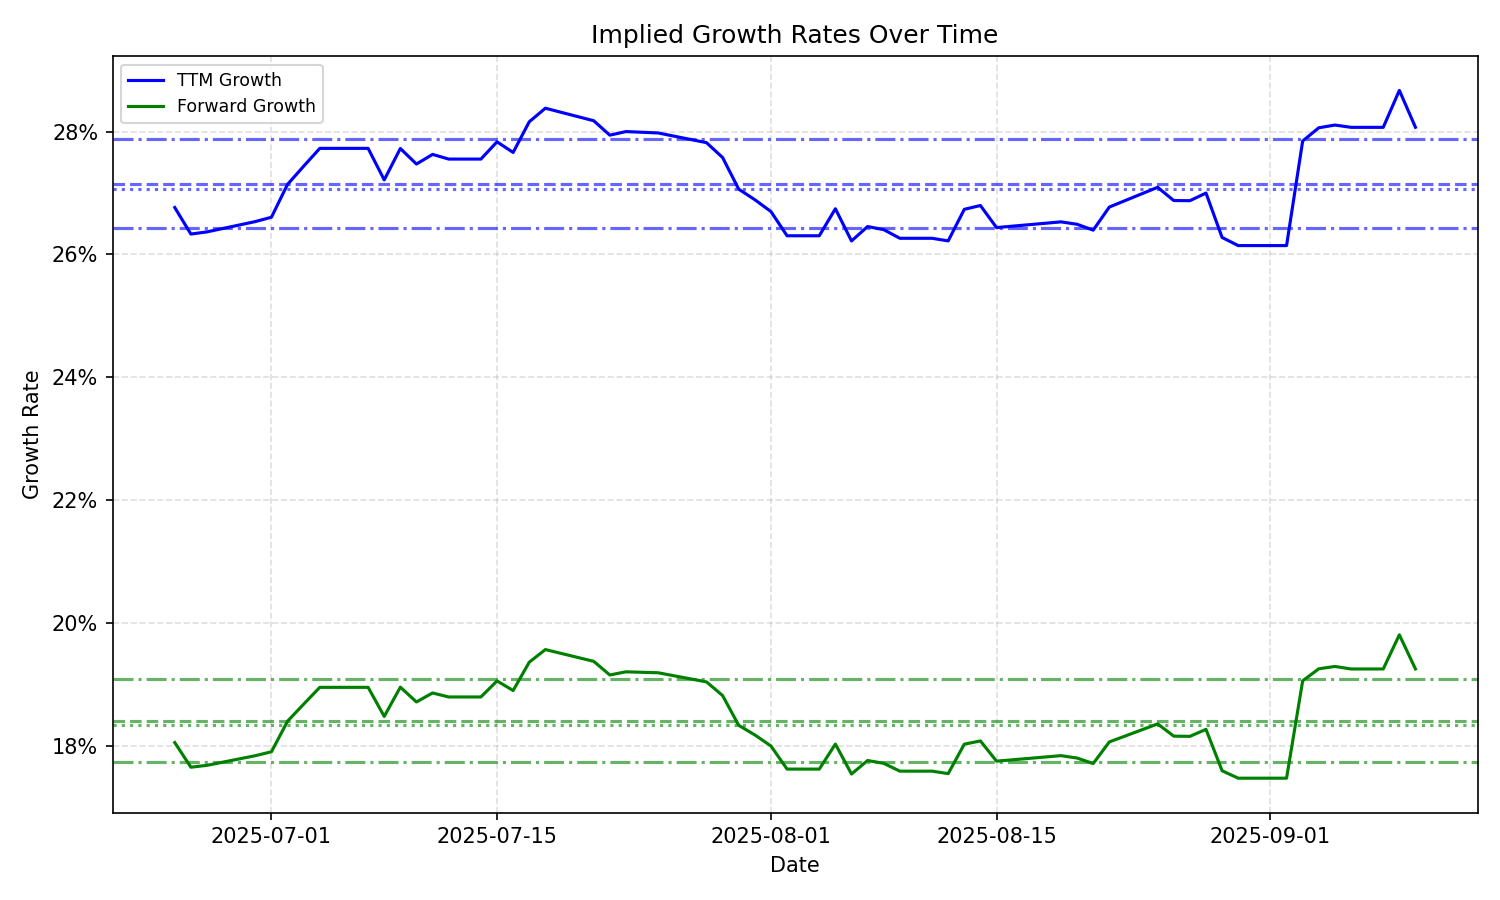 Implied Growth Rates Over Time
TTM Growth
Forward Growth
Growth Rate
28%
26%
24%
22%
20%
18%
2025-07-01
2025-07-15
2025-08-01
2025-08-15
2025-09-01
Date